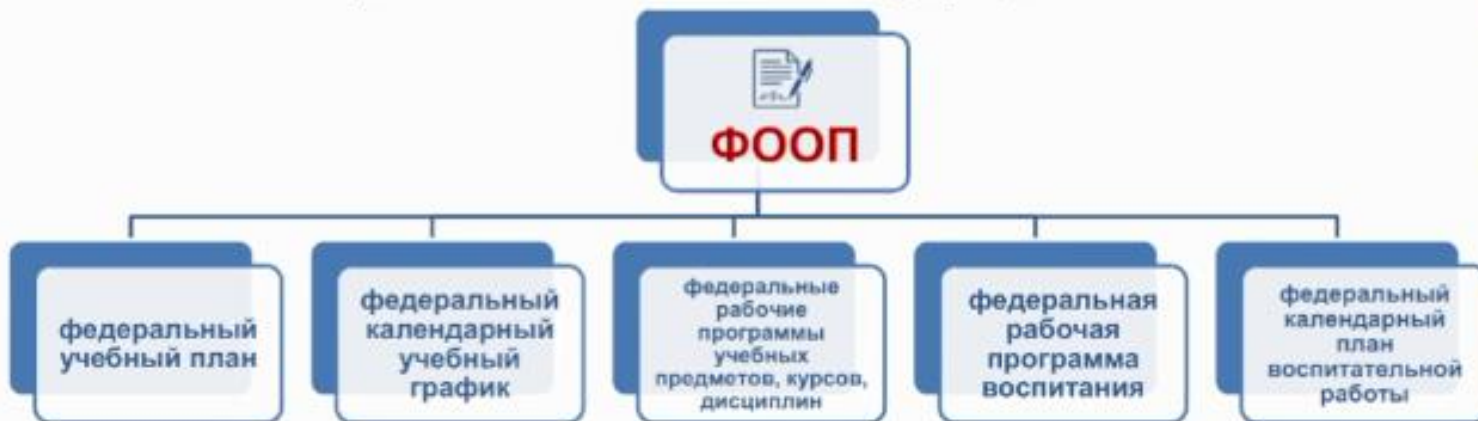 ФООП
федеральный
учебный план
федеральный
календарный
учебный
график
федеральные
рабочие
программы
учебных
предметов, курсов,
дисциплин
федеральная
рабочая
программа
воспитания
федеральный
календарный
план
воспитательной
работы